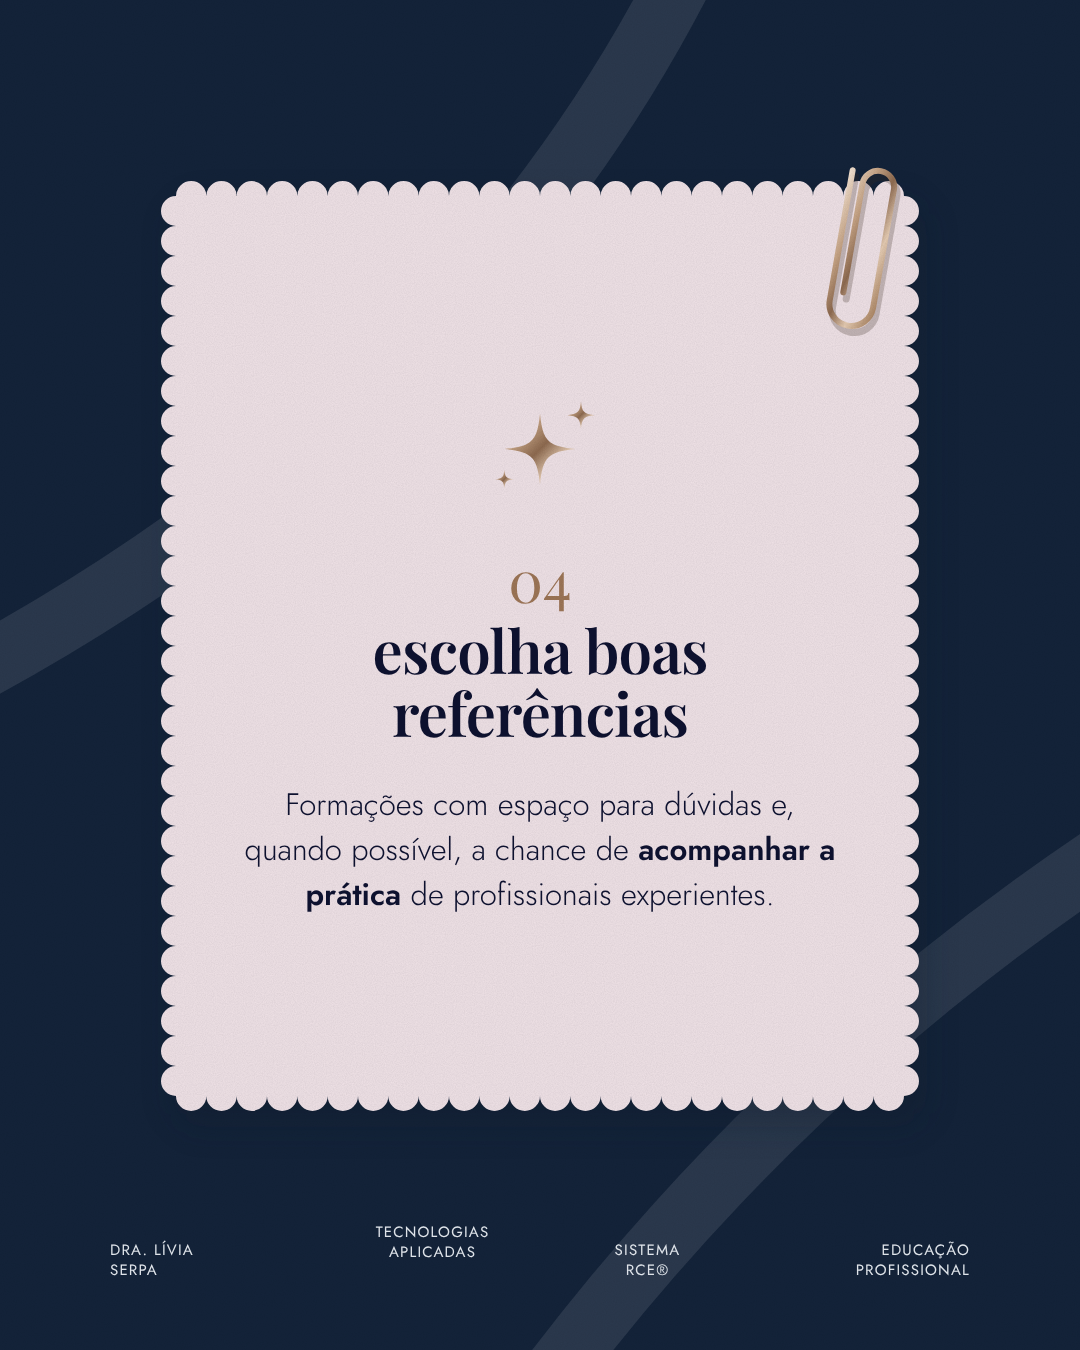 04
escolha boas
referências
Formações com espaço para dúvidas e,
quando possível, a chance de acompanhar a
prática de profissionais experientes.
DRA. LÍVIA
SERPA
TECNOLOGIAS
APLICADAS
SISTEMA
RCE®
EDUCAÇÃO
PROFISSIONAL